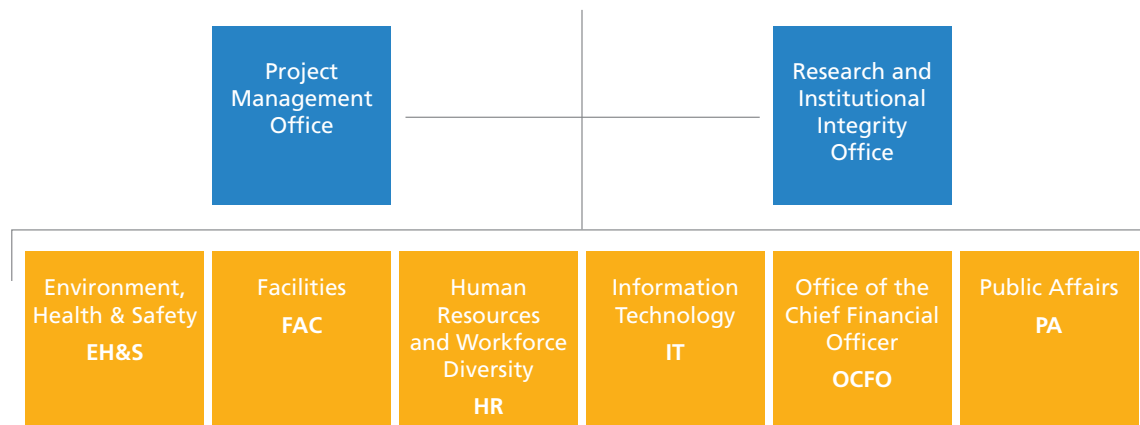 Project
Management
Office
Research and
Institutional
Integrity
Office
Environment,
Health & Safety
EH&S
Facilities
FAC
Human
Resources
and Workforce
Diversity
HR
Information
Technology
IT
Office of the
Chief Financial
Officer
OCFO
Public Affairs
PA